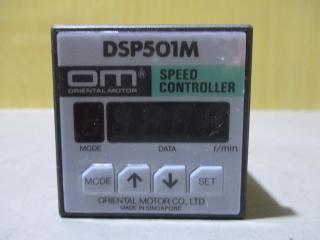 DSP501M
OM®
ORIENTAL MOTOR
SPEED
CONTROLLER
MODE DATA r/min
MODE SET
ORIENTAL MOTOR CO., LTD.
MADE IN SINGAPORE